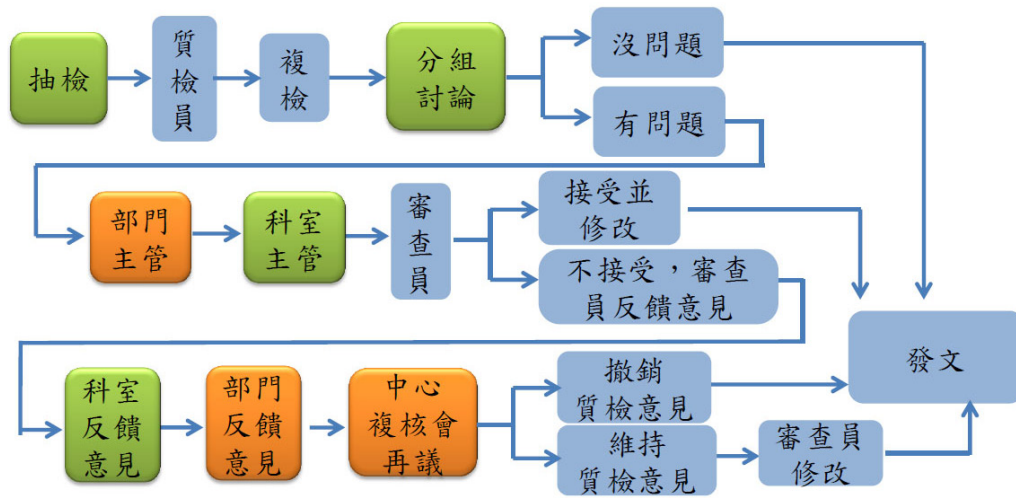 抽檢
質
檢
員
複
檢
分組
討論
沒問題
有問題
部門
主管
科室
主管
審
查
員
接受並
修改
不接受，審查
員反饋意見
科室
反饋
意見
部門
反饋
意見
中心
複核會
再議
撤銷
質檢意見
維持
質檢意見
審查員
修改
發文